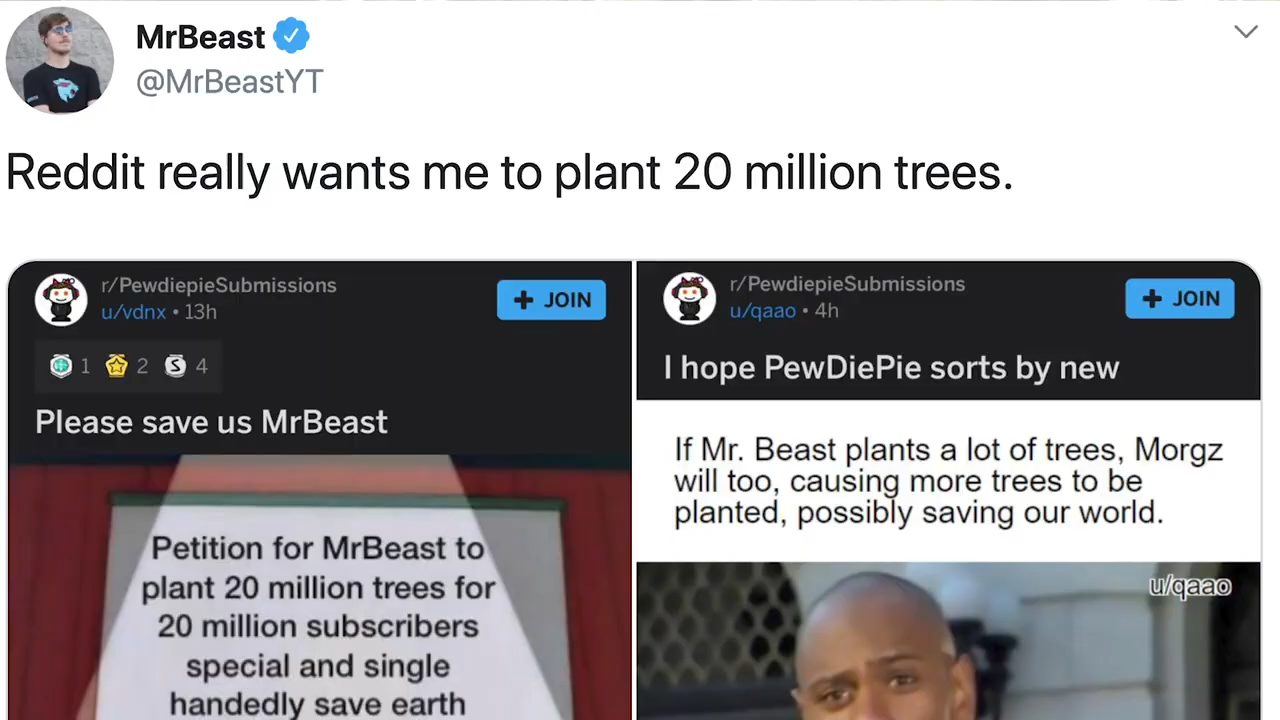 MrBeast
@MrBeastYT
Reddit really wants me to plant 20 million trees.
r/PewdiepieSubmissions
u/vdnx • 13h
+ JOIN
1 2 S 4
Please save us MrBeast
Petition for MrBeast to
plant 20 million trees for
20 million subscribers
special and single
handedly save earth
r/PewdiepieSubmissions
u/qaao • 4h
+ JOIN
I hope PewDiePie sorts by new
If Mr. Beast plants a lot of trees, Morgz
will too, causing more trees to be
planted, possibly saving our world.
u/qaao